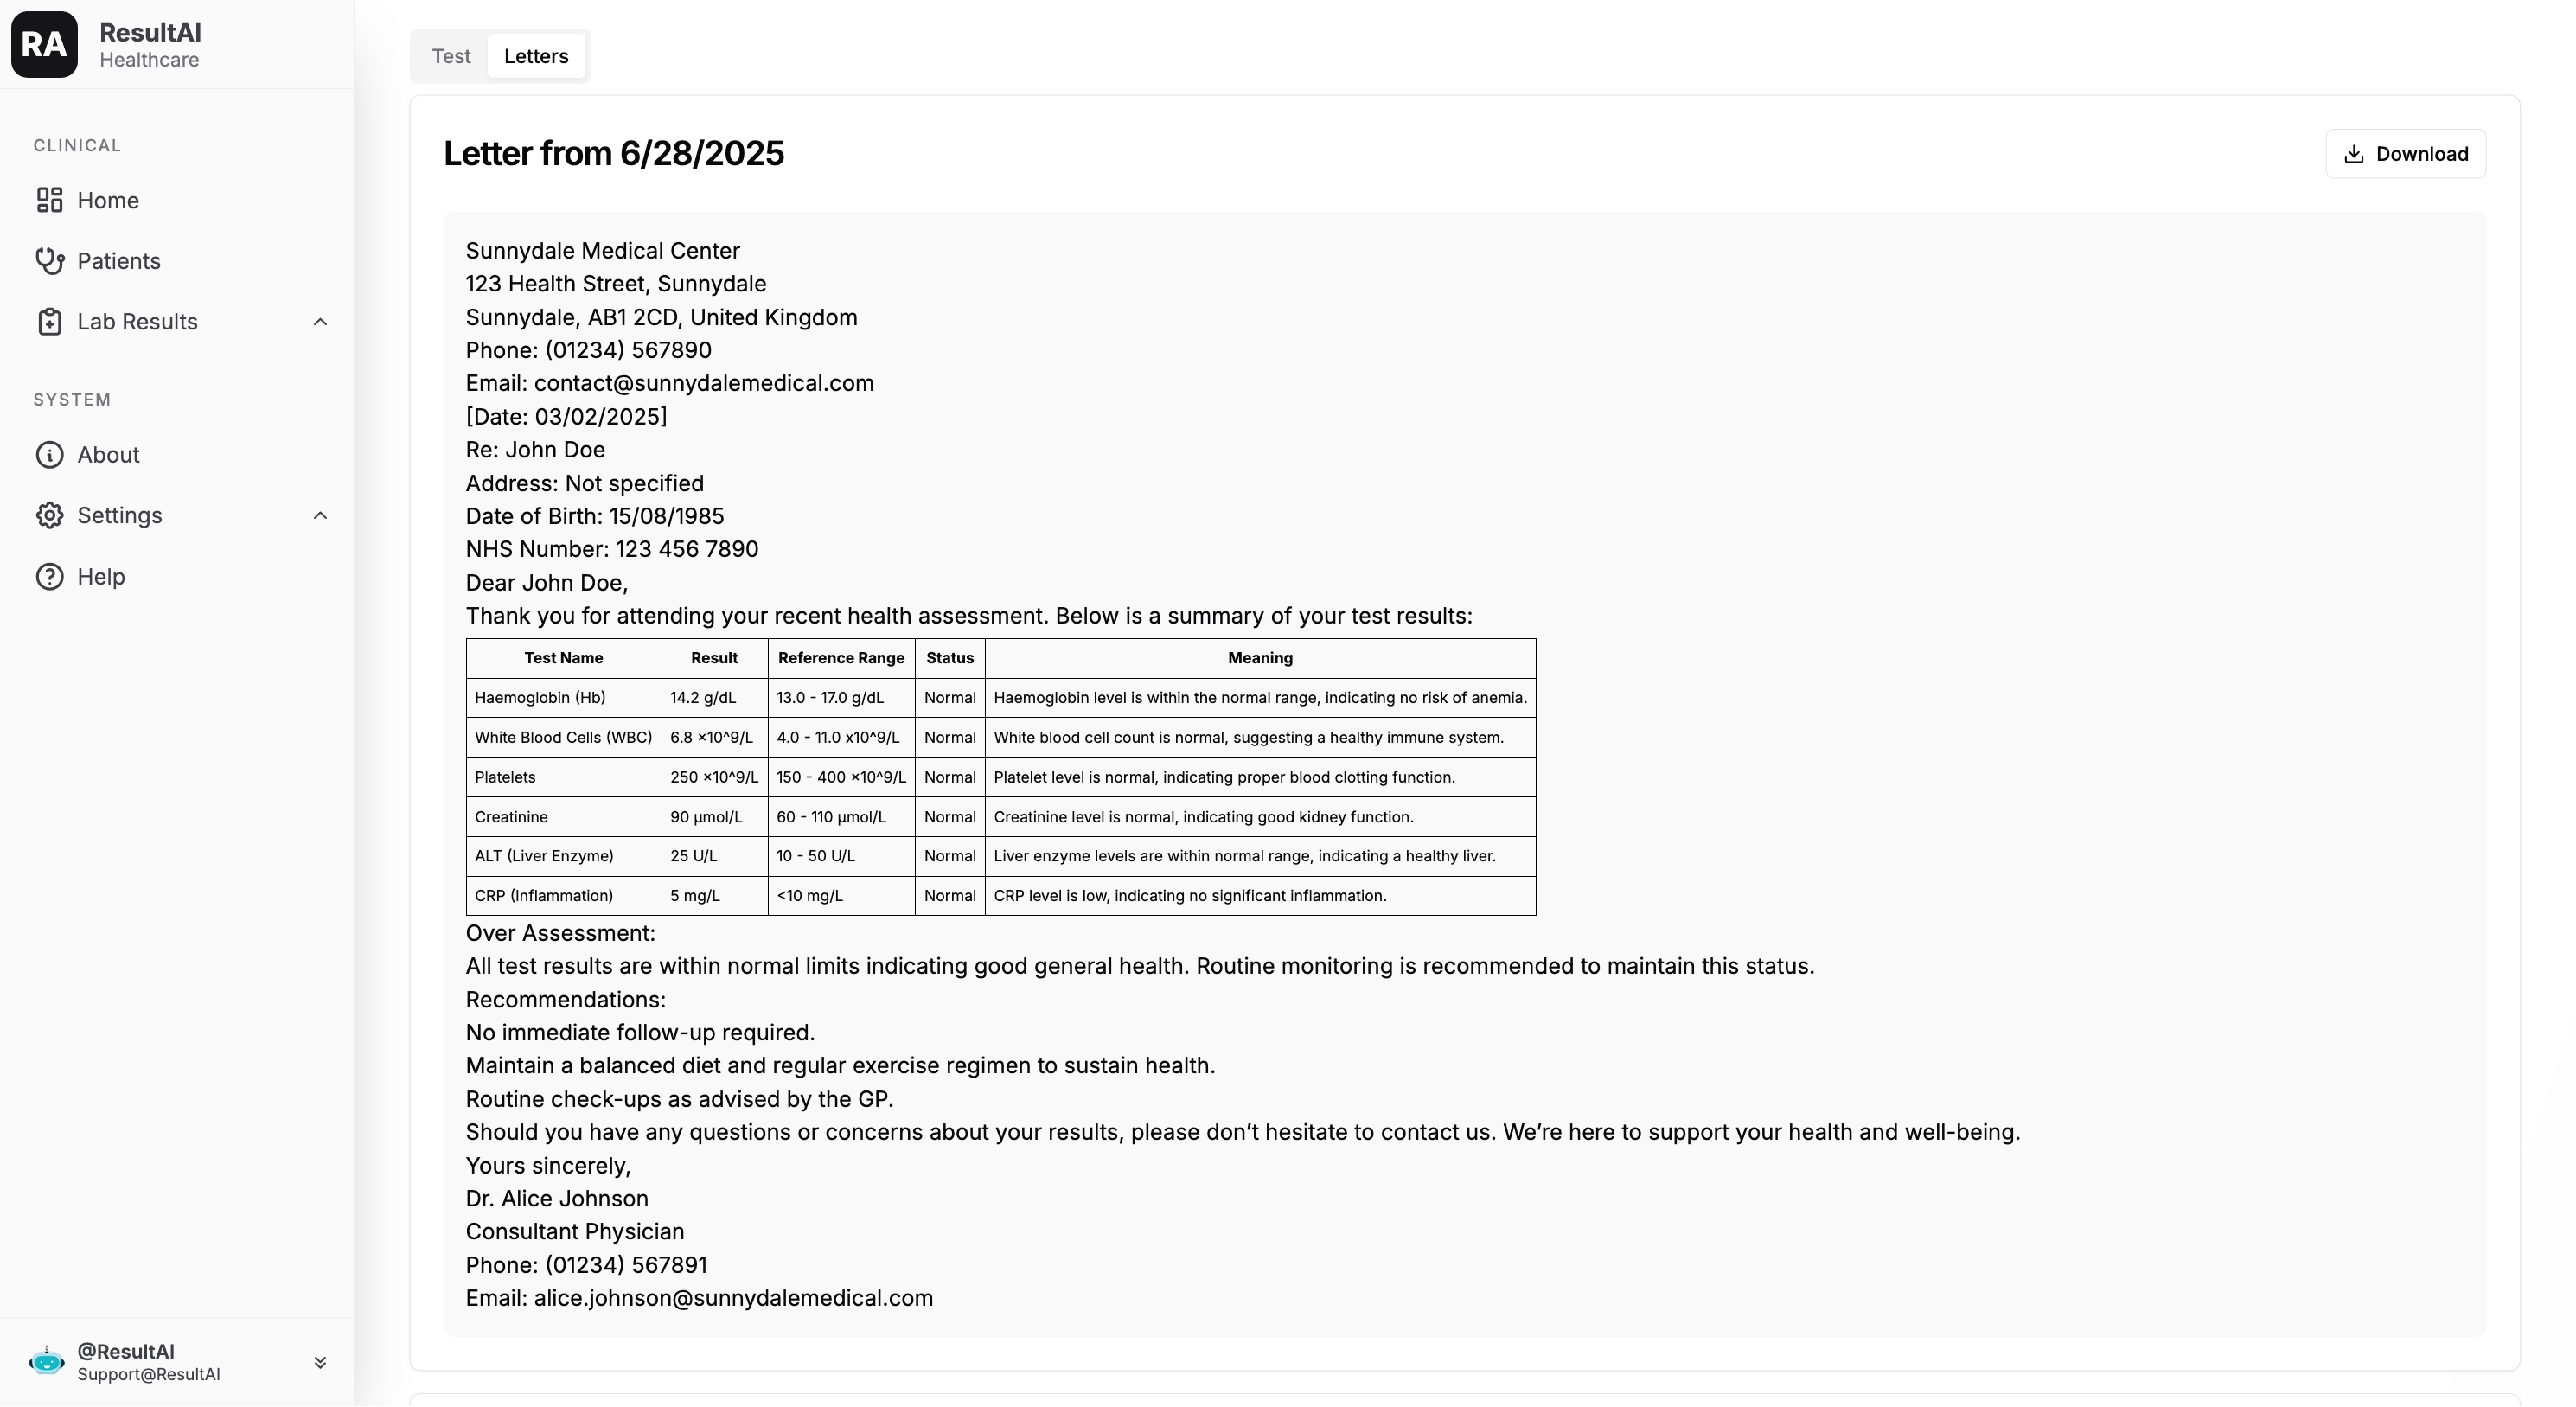 RA
ResultAI
Healthcare
CLINICAL
Home
Patients
Lab Results
SYSTEM
About
Settings
Help
@ResultAI
Support@ResultAI
Test
Letters
Letter from 6/28/2025
Download
Sunnydale Medical Center
123 Health Street, Sunnydale
Sunnydale, AB1 2CD, United Kingdom
Phone: (01234) 567890
Email: contact@sunnydalemedical.com
[Date: 03/02/2025]
Re: John Doe
Address: Not specified
Date of Birth: 15/08/1985
NHS Number: 123 456 7890
Dear John Doe,
Thank you for attending your recent health assessment. Below is a summary of your test results:
Test Name Result Reference Range Status Meaning
Haemoglobin (Hb) 14.2 g/dL 13.0 - 17.0 g/dL Normal Haemoglobin level is within the normal range, indicating no risk of anemia.
White Blood Cells (WBC) 6.8 ×10^9/L 4.0 - 11.0 x10^9/L Normal White blood cell count is normal, suggesting a healthy immune system.
Platelets 250 ×10^9/L 150 - 400 ×10^9/L Normal Platelet level is normal, indicating proper blood clotting function.
Creatinine 90 µmol/L 60 - 110 µmol/L Normal Creatinine level is normal, indicating good kidney function.
ALT (Liver Enzyme) 25 U/L 10 - 50 U/L Normal Liver enzyme levels are within normal range, indicating a healthy liver.
CRP (Inflammation) 5 mg/L <10 mg/L Normal CRP level is low, indicating no significant inflammation.
Over Assessment:
All test results are within normal limits indicating good general health. Routine monitoring is recommended to maintain this status.
Recommendations:
No immediate follow-up required.
Maintain a balanced diet and regular exercise regimen to sustain health.
Routine check-ups as advised by the GP.
Should you have any questions or concerns about your results, please don’t hesitate to contact us. We’re here to support your health and well-being.
Yours sincerely,
Dr. Alice Johnson
Consultant Physician
Phone: (01234) 567891
Email: alice.johnson@sunnydalemedical.com